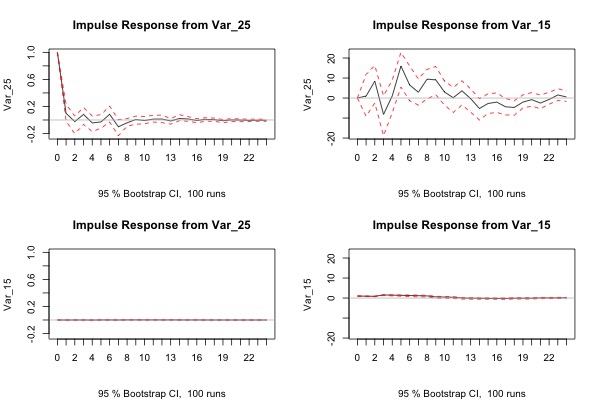 Impulse Response from Var_25
Var_25
1.0
0.6
0.2
-0.2
0 2 4 6 8 10 13 16 19 22
95 % Bootstrap CI, 100 runs
Impulse Response from Var_15
Var_25
20
10
0
-20
0 2 4 6 8 10 13 16 19 22
95 % Bootstrap CI, 100 runs
Impulse Response from Var_25
Var_15
1.0
0.6
0.2
-0.2
0 2 4 6 8 10 13 16 19 22
95 % Bootstrap CI, 100 runs
Impulse Response from Var_15
Var_15
20
10
0
-20
0 2 4 6 8 10 13 16 19 22
95 % Bootstrap CI, 100 runs